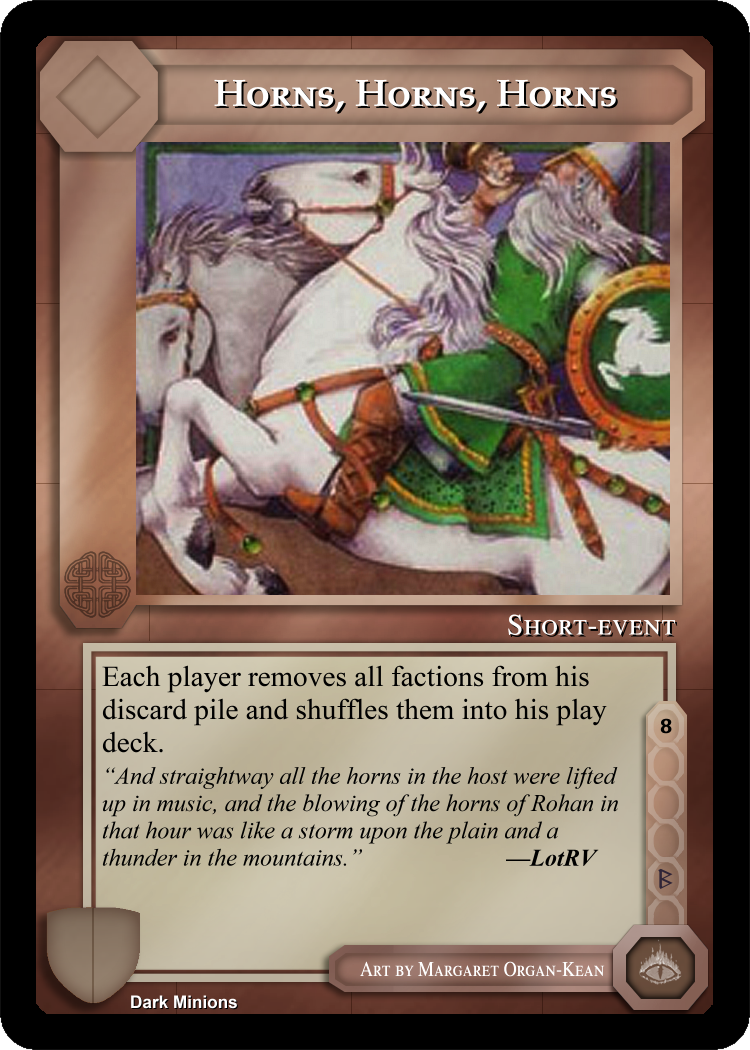 Horns, Horns, Horns
Short-event
Each player removes all factions from his
discard pile and shuffles them into his play
deck.
“And straightway all the horns in the host were lifted
up in music, and the blowing of the horns of Rohan in
that hour was like a storm upon the plain and a
thunder in the mountains.” —LotRV
8
ᛒ
Art by Margaret Organ-Kean
Dark Minions